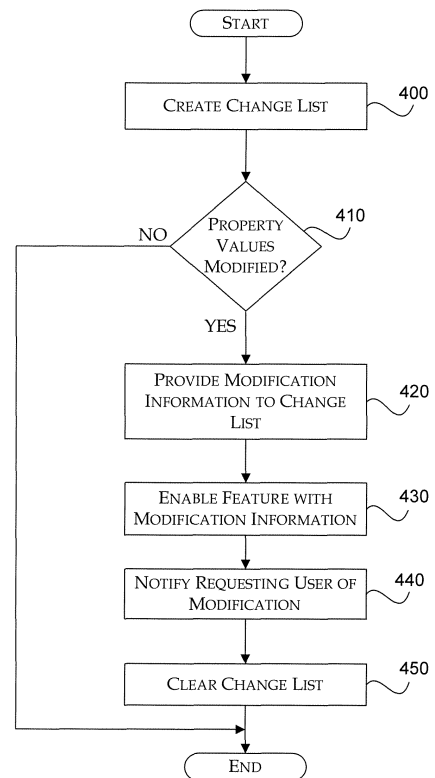 START
CREATE CHANGE LIST
400
PROPERTY
VALUES
MODIFIED?
410
NO
YES
PROVIDE MODIFICATION
INFORMATION TO CHANGE
LIST
420
ENABLE FEATURE WITH
MODIFICATION INFORMATION
430
NOTIFY REQUESTING USER OF
MODIFICATION
440
CLEAR CHANGE LIST
450
END